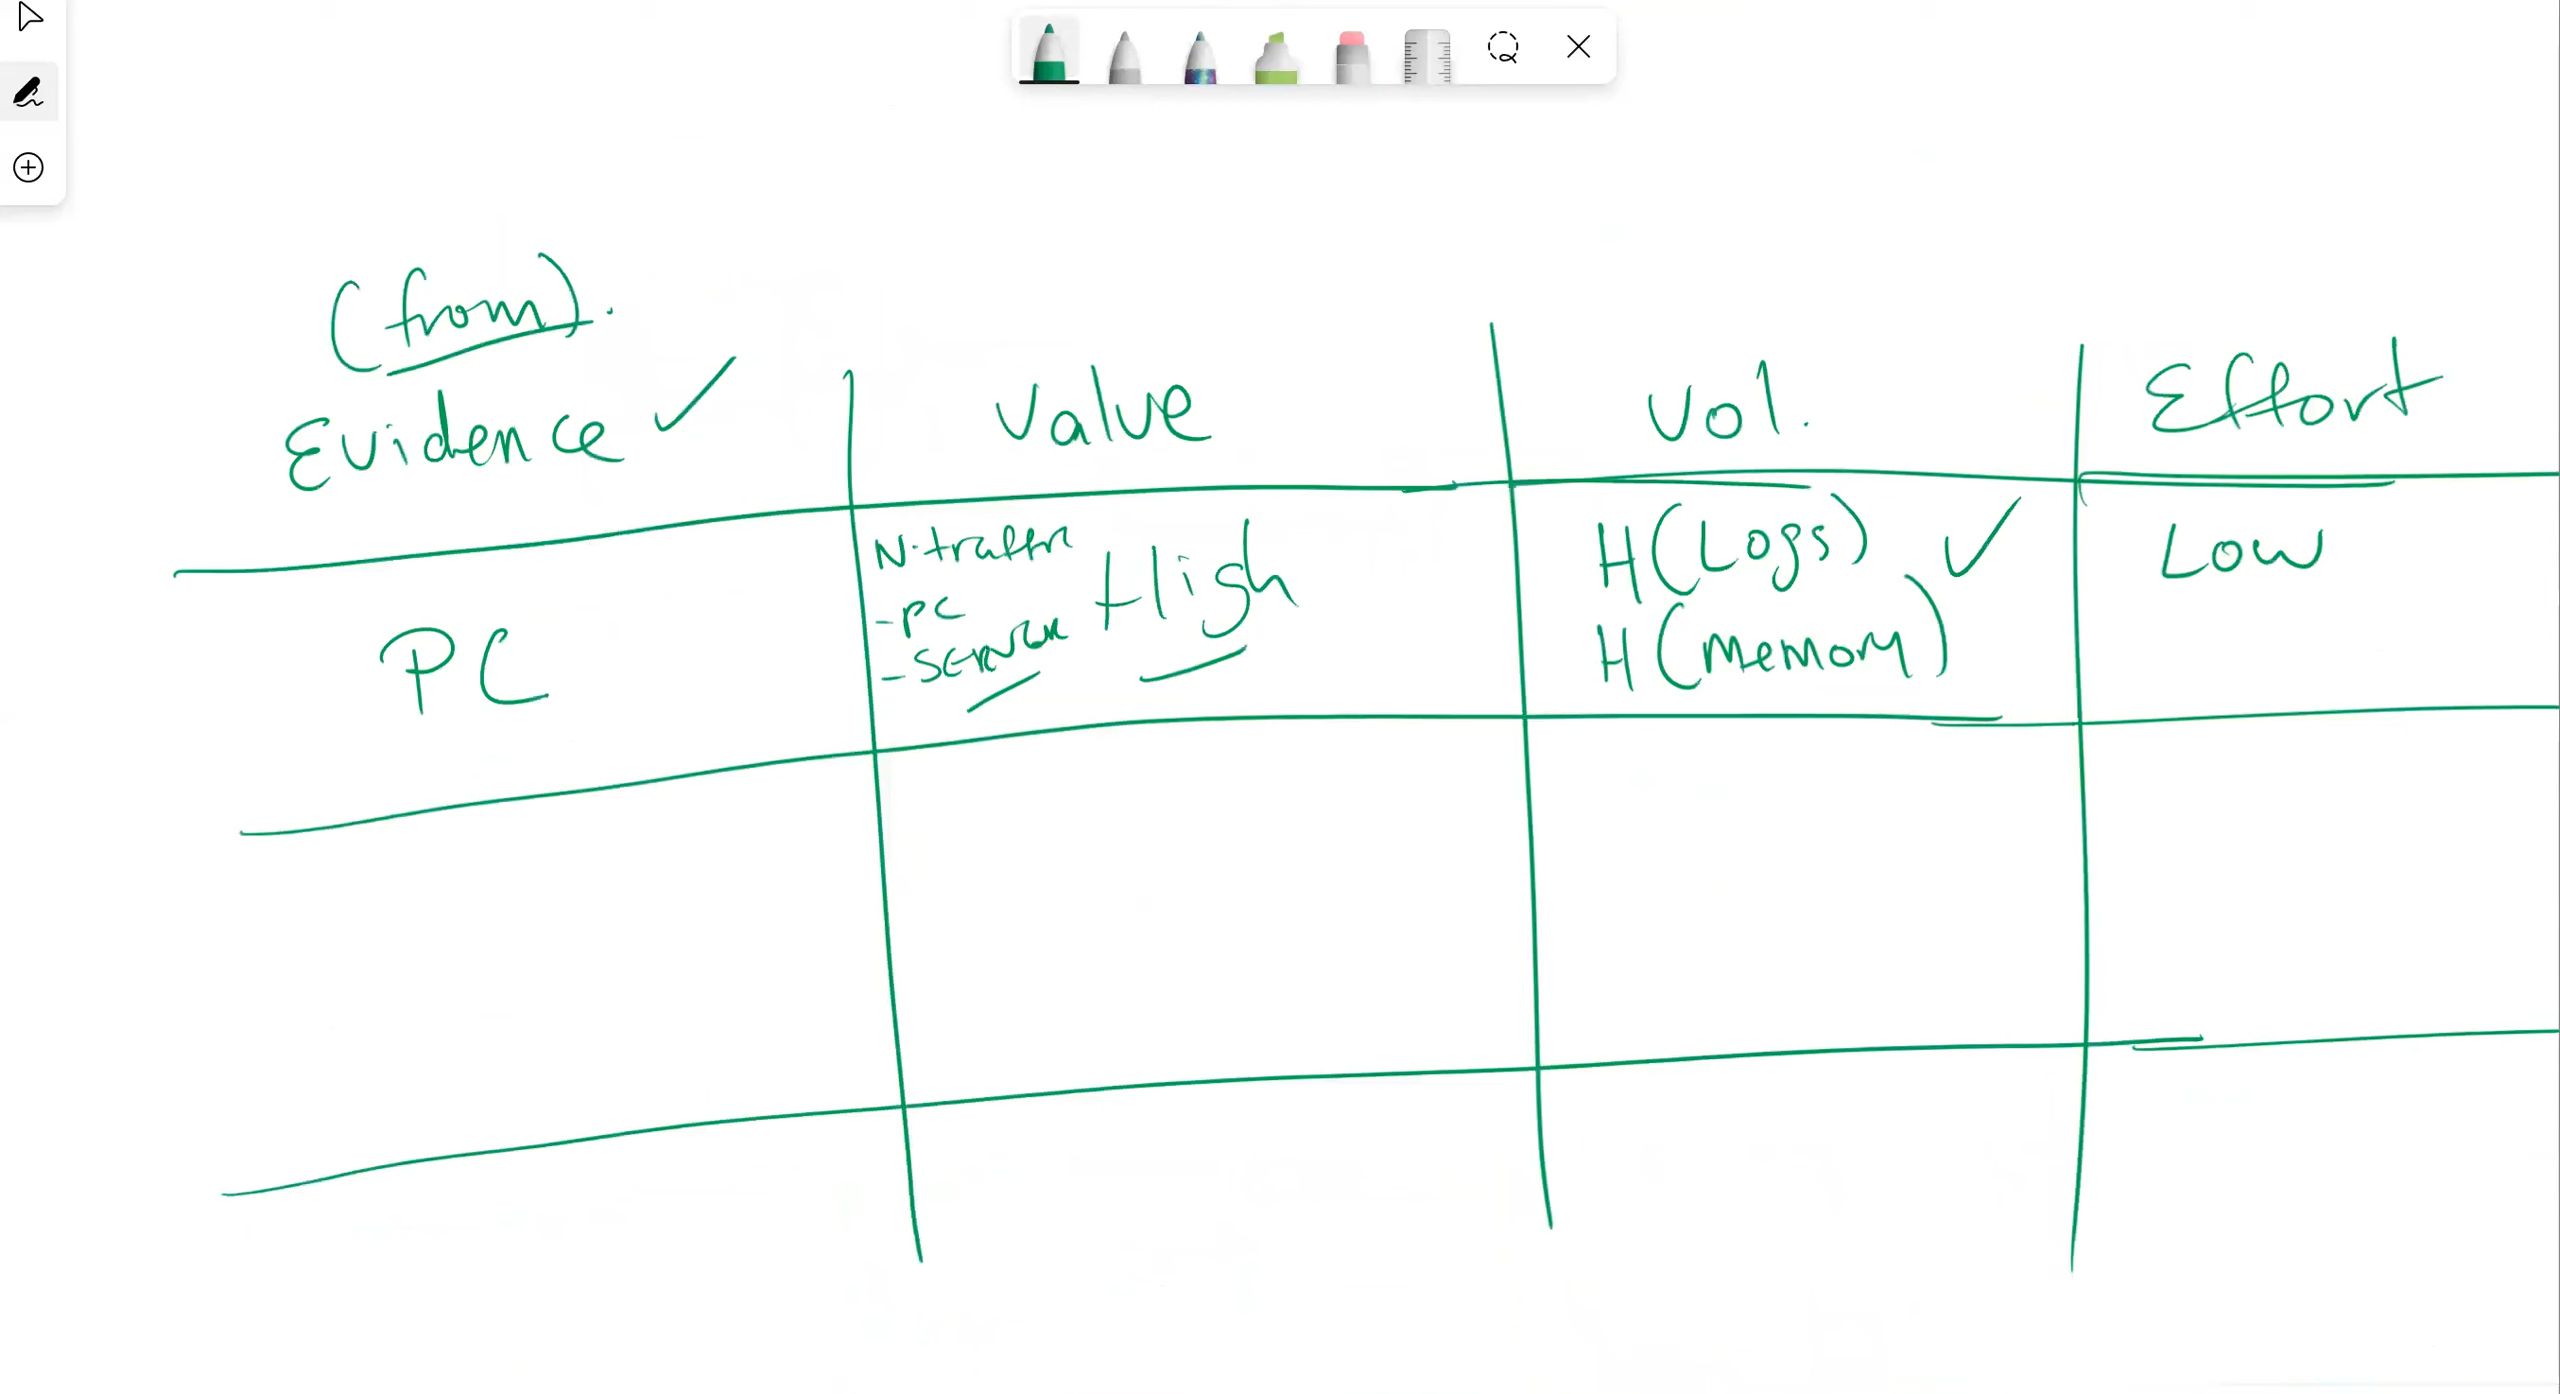 (from).
Evidence ✓
Value
Vol.
Effort
PC
N.traffic
-PC
- Server
High
H(Logs) ✓
H(memory)
Low